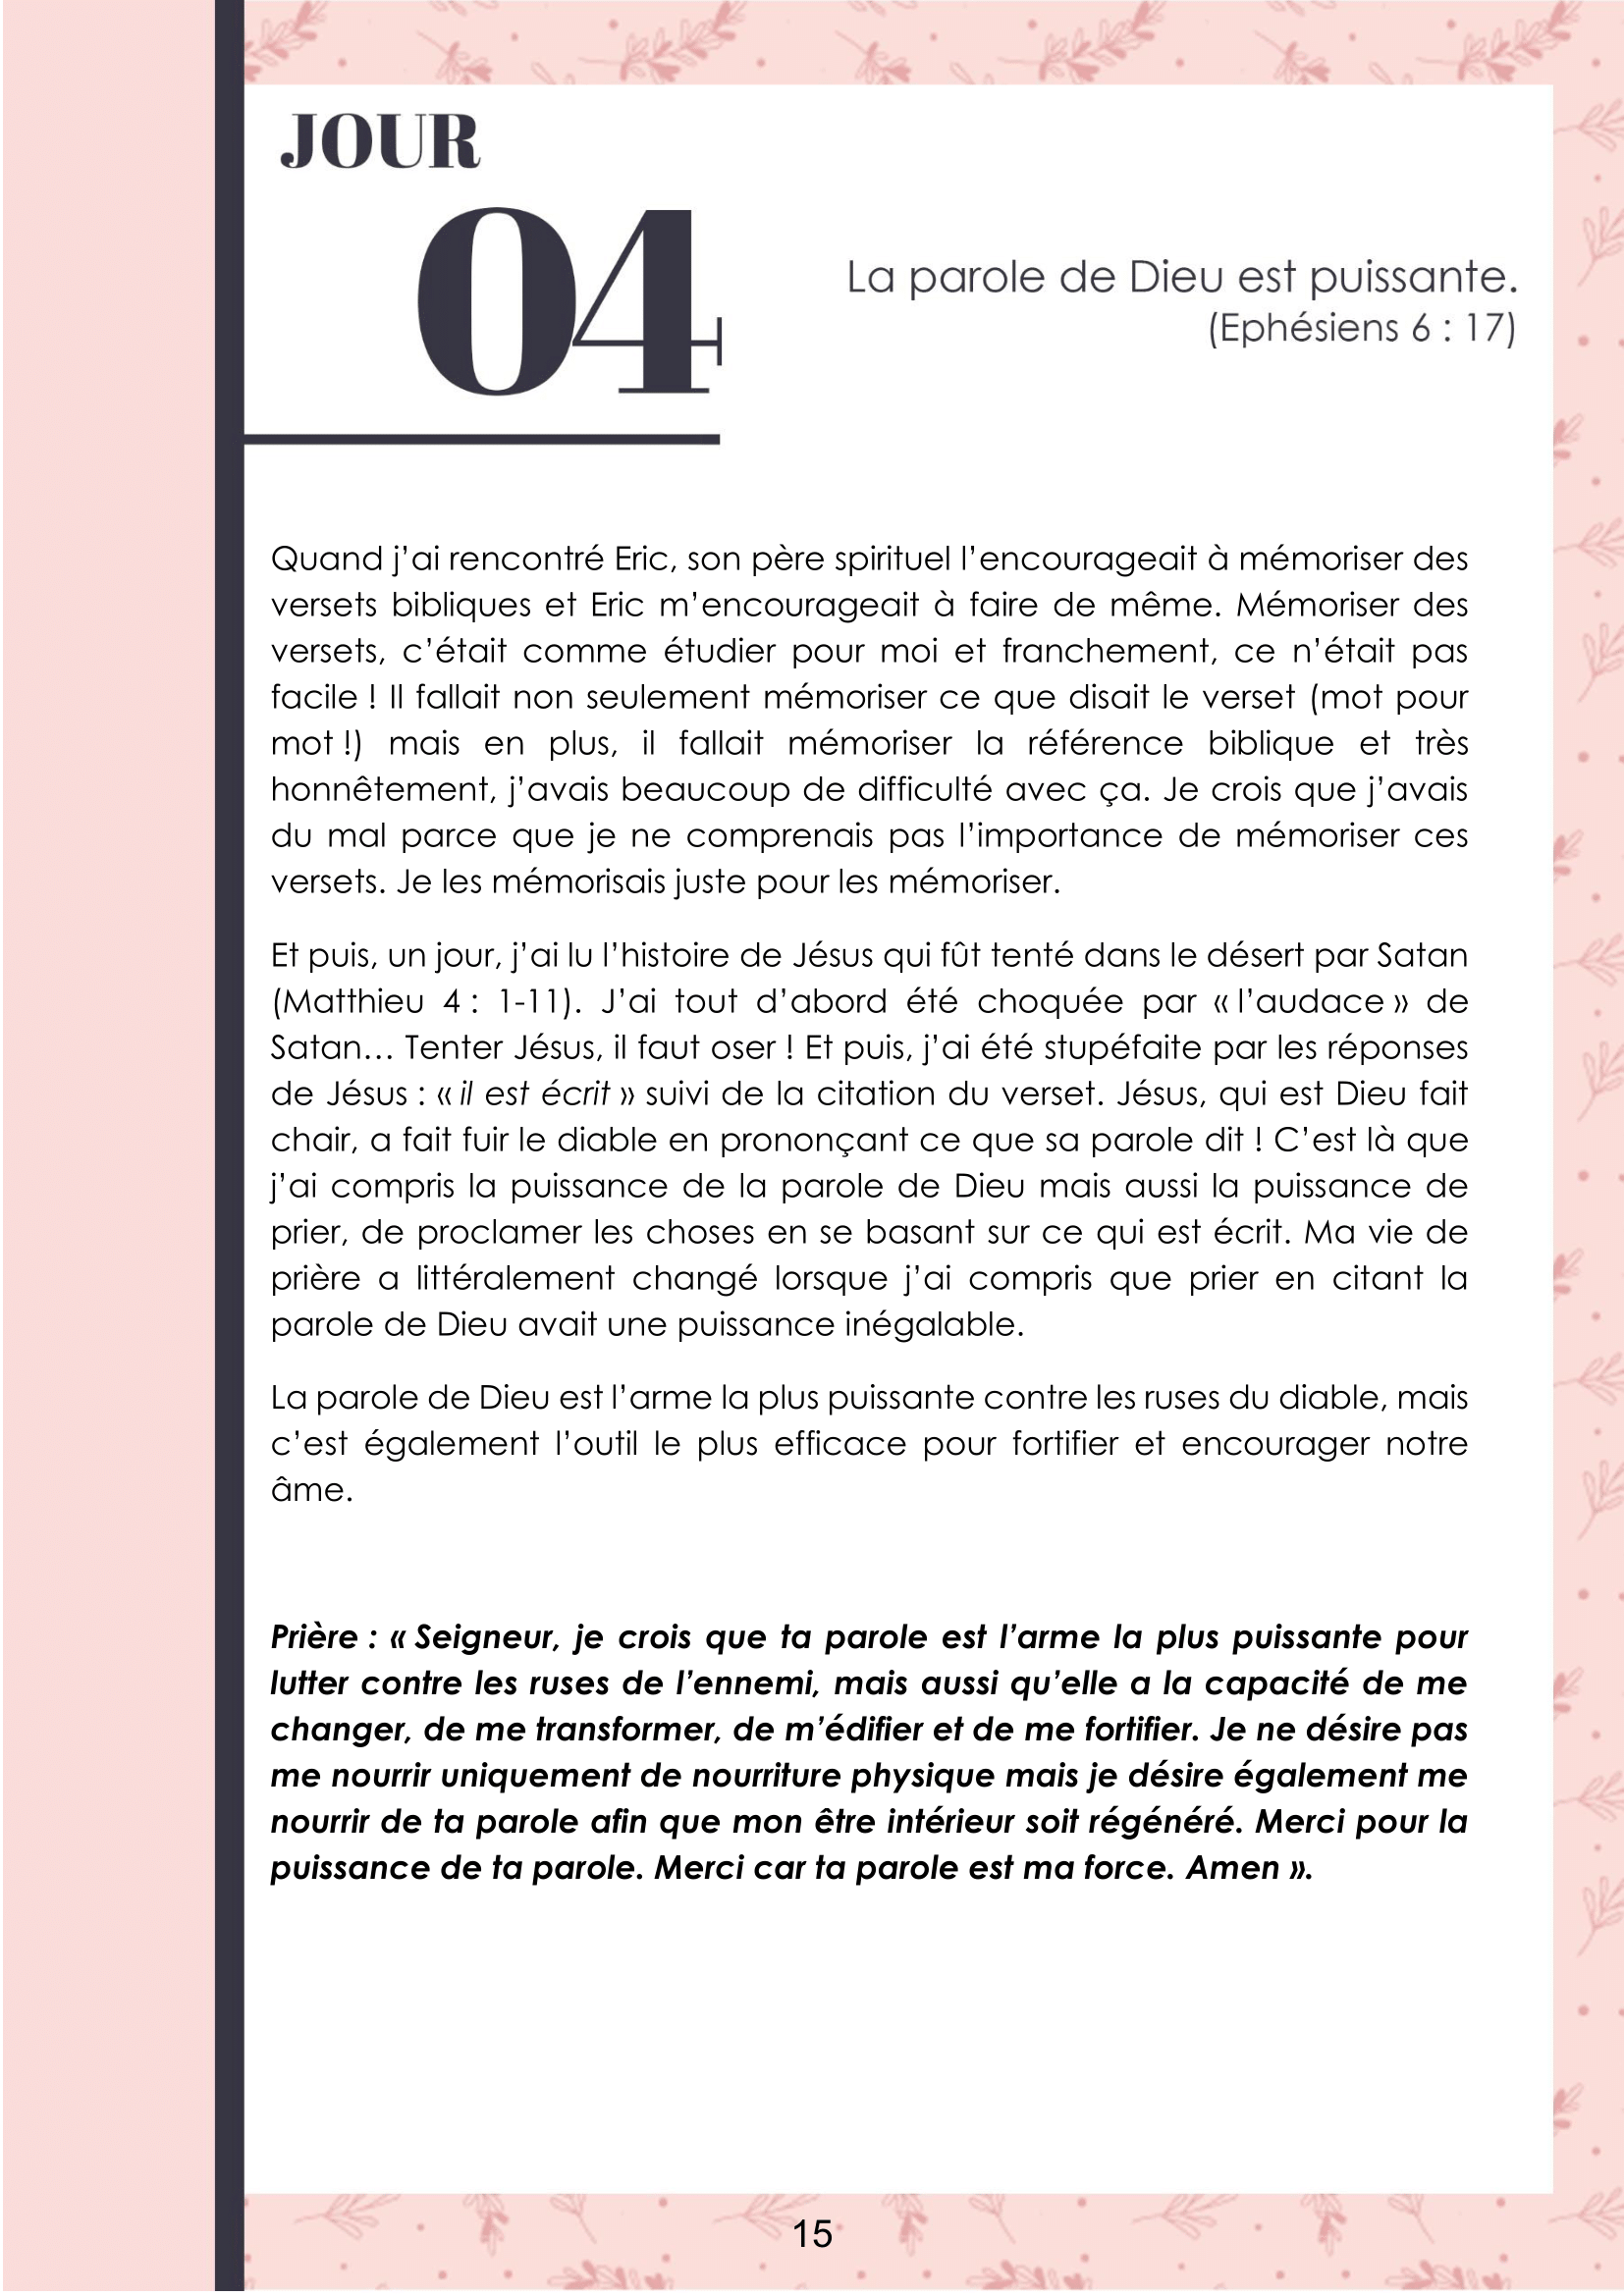 JOUR
04
La parole de Dieu est puissante.
(Ephésiens 6 : 17)
Quand j’ai rencontré Eric, son père spirituel l’encourageait à mémoriser des
versets bibliques et Eric m’encourageait à faire de même. Mémoriser des
versets, c’était comme étudier pour moi et franchement, ce n’était pas
facile ! Il fallait non seulement mémoriser ce que disait le verset (mot pour
mot !) mais en plus, il fallait mémoriser la référence biblique et très
honnêtement, j’avais beaucoup de difficulté avec ça. Je crois que j’avais
du mal parce que je ne comprenais pas l’importance de mémoriser ces
versets. Je les mémorisais juste pour les mémoriser.
Et puis, un jour, j’ai lu l’histoire de Jésus qui fût tenté dans le désert par Satan
(Matthieu 4 : 1-11). J’ai tout d’abord été choquée par « l’audace » de
Satan… Tenter Jésus, il faut oser ! Et puis, j’ai été stupéfaite par les réponses
de Jésus : « il est écrit » suivi de la citation du verset. Jésus, qui est Dieu fait
chair, a fait fuir le diable en prononçant ce que sa parole dit ! C’est là que
j’ai compris la puissance de la parole de Dieu mais aussi la puissance de
prier, de proclamer les choses en se basant sur ce qui est écrit. Ma vie de
prière a littéralement changé lorsque j’ai compris que prier en citant la
parole de Dieu avait une puissance inégalable.
La parole de Dieu est l’arme la plus puissante contre les ruses du diable, mais
c’est également l’outil le plus efficace pour fortifier et encourager notre
âme.
Prière : « Seigneur, je crois que ta parole est l’arme la plus puissante pour
lutter contre les ruses de l’ennemi, mais aussi qu’elle a la capacité de me
changer, de me transformer, de m’édifier et de me fortifier. Je ne désire pas
me nourrir uniquement de nourriture physique mais je désire également me
nourrir de ta parole afin que mon être intérieur soit régénéré. Merci pour la
puissance de ta parole. Merci car ta parole est ma force. Amen ».
15